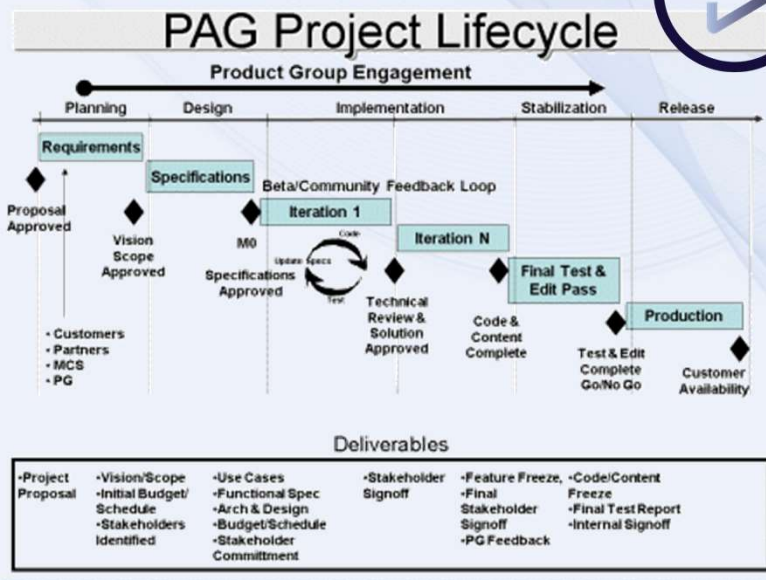 PAG Project Lifecycle
Product Group Engagement
Planning Design Implementation Stabilization Release
Requirements
Specifications
Beta/Community Feedback Loop
Iteration 1
Iteration N
Final Test &
Edit Pass
Production
Proposal
Approved
Vision
Scope
Approved
M0
Specifications
Approved
Code
Update Specs
Test
Technical
Review &
Solution
Approved
Code &
Content
Complete
Test & Edit
Complete
Go/No Go
Customer
Availability
• Customers
• Partners
• MCS
• PG
Deliverables
•Project
Proposal
•Vision/Scope
•Initial Budget/
Schedule
•Stakeholders
Identified
•Use Cases
•Functional Spec
•Arch & Design
•Budget/Schedule
•Stakeholder
Committment
•Stakeholder
Signoff
•Feature Freeze,
•Final
Stakeholder
Signoff
•PG Feedback
•Code/Content
Freeze
•Final Test Report
•Internal Signoff